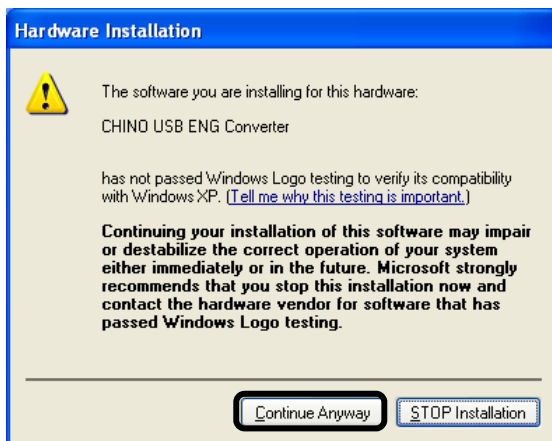 Hardware Installation
The software you are installing for this hardware:
CHINO USB ENG Converter
has not passed Windows Logo testing to verify its compatibility
with Windows XP. (Tell me why this testing is important.)
Continuing your installation of this software may impair
or destabilize the correct operation of your system
either immediately or in the future. Microsoft strongly
recommends that you stop this installation now and
contact the hardware vendor for software that has
passed Windows Logo testing.
Continue Anyway
STOP Installation